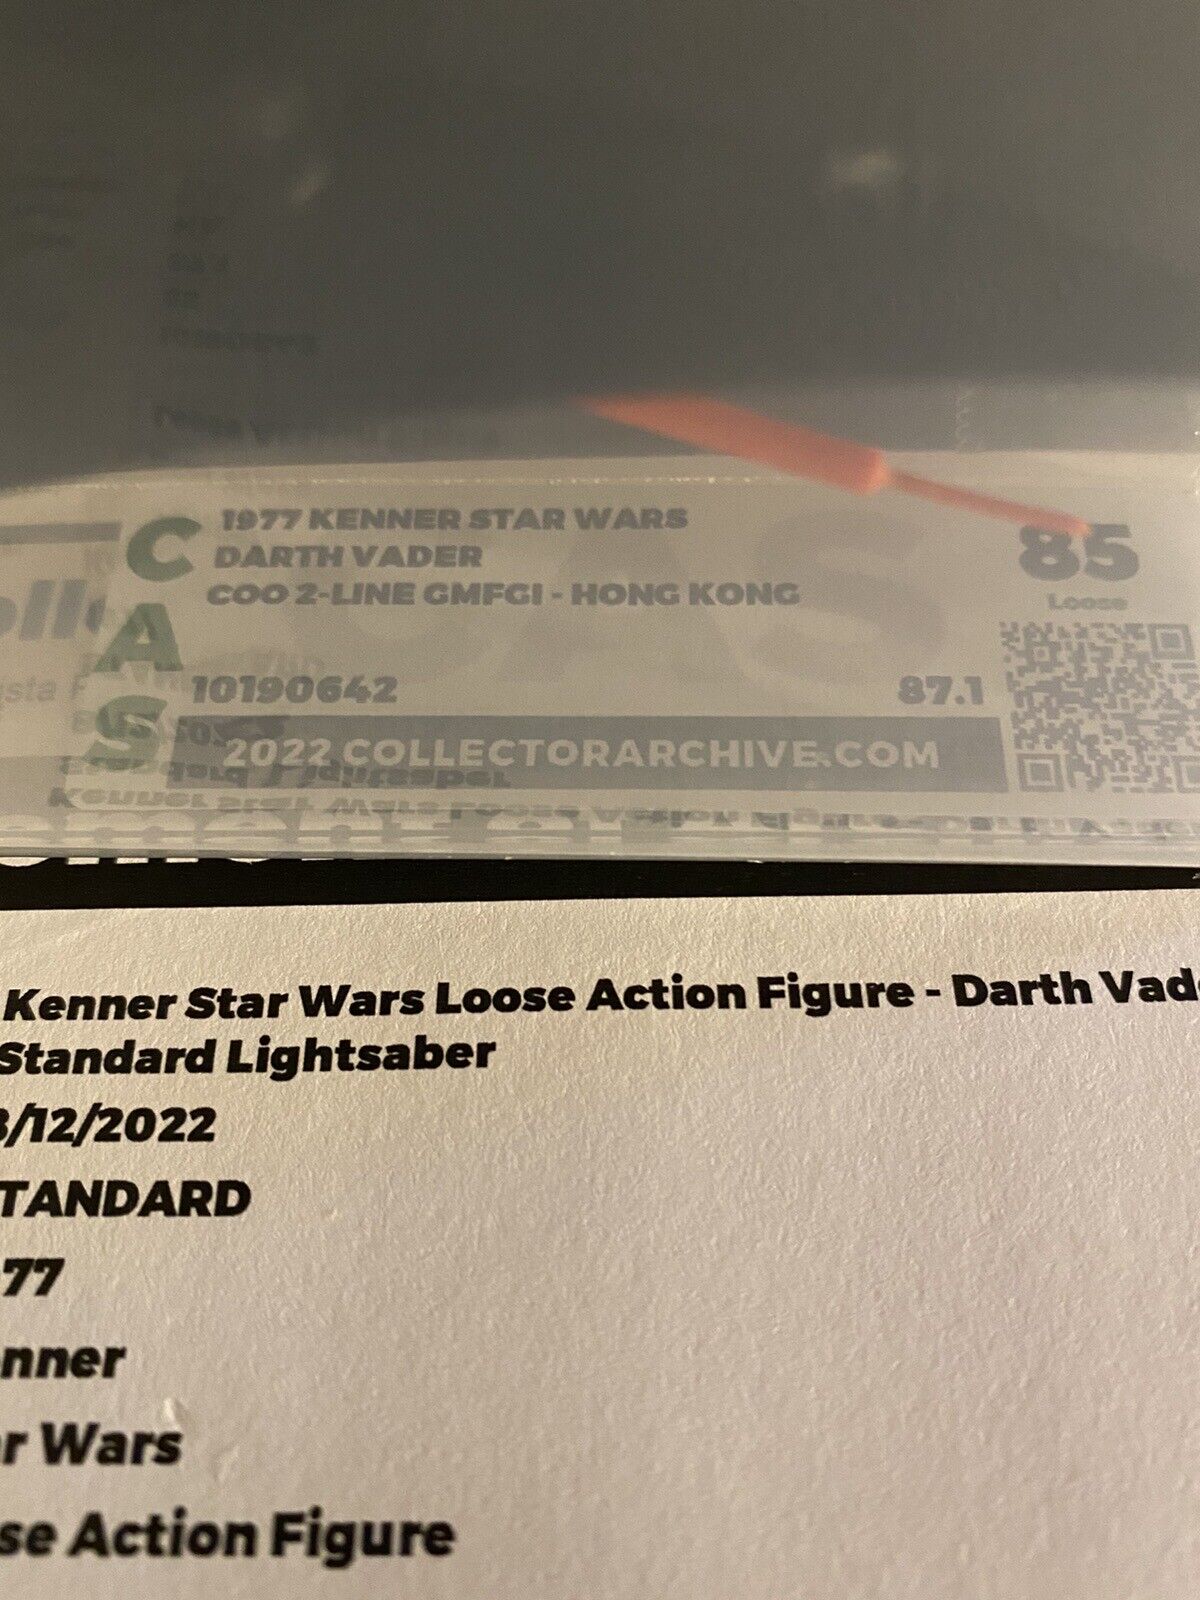 CAS
1977 KENNER STAR WARS
DARTH VADER
COO 2-LINE GMFGI - HONG KONG
85
Loose
10190642
87.1
2022 COLLECTORARCHIVE.COM
Kenner Star Wars Loose Action Figure - Darth Vad
Standard Lightsaber
/12/2022
TANDARD
77
nner
r Wars
se Action Figure